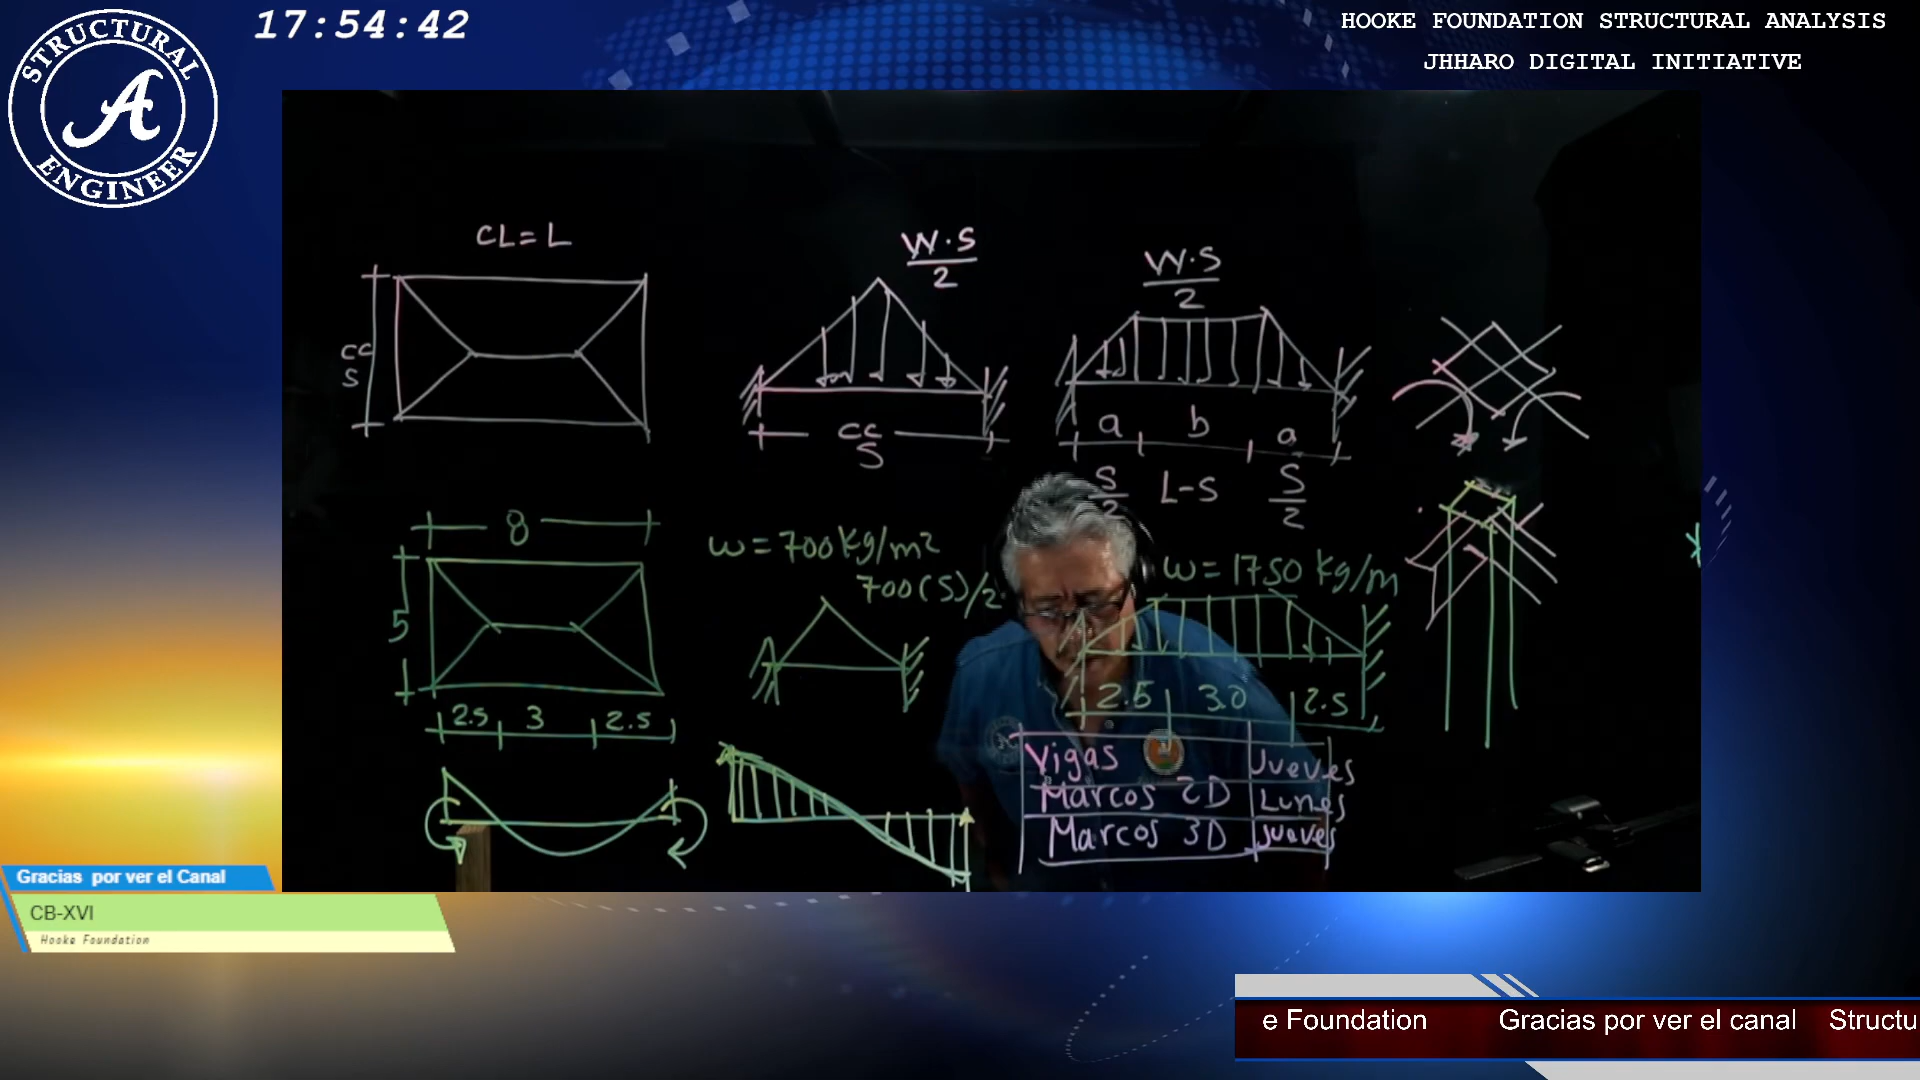 17:54:42
HOOKE FOUNDATION STRUCTURAL ANALYSIS
JHHARO DIGITAL INITIATIVE
STRUCTURAL
A
ENGINEER
CL=L
CC
S
W·S
2
CC
S
W·S
2
a b a
S L-S S
2 2
8
5
2.5 3 2.5
w=700 kg/m2
700(5)/2
w=1750 kg/m
2.5 3.0 2.5
Vigas Jueves
Marcos 2D Lunes
Marcos 3D Jueves
Gracias por ver el Canal
CB-XVI
Hooke Foundation
e Foundation Gracias por ver el canal Structu